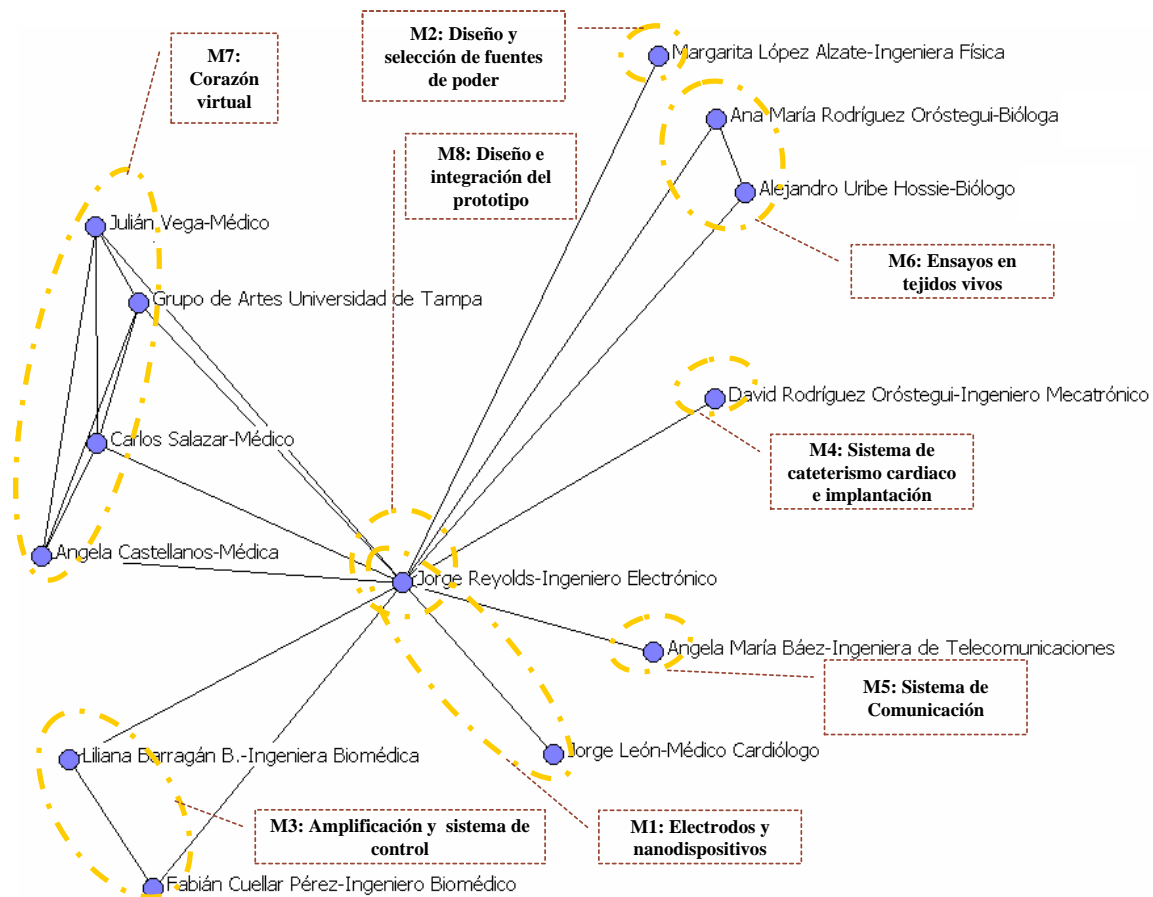 M2: Diseño y
selección de fuentes
de poder
Margarita López Alzate-Ingeniera Física
M7:
Corazón
virtual
Ana María Rodríguez Oróstegui-Bióloga
M8: Diseño e
integración del
prototipo
Alejandro Uribe Hossie-Biólogo
Julián Vega-Médico
M6: Ensayos en
tejidos vivos
Grupo de Artes Universidad de Tampa
David Rodríguez Oróstegui-Ingeniero Mecatrónico
Carlos Salazar-Médico
M4: Sistema de
cateterismo cardiaco
e implantación
Angela Castellanos-Médica
Jorge Reyolds-Ingeniero Electrónico
Angela María Báez-Ingeniera de Telecomunicaciones
M5: Sistema de
Comunicación
Liliana Barragán B.-Ingeniera Biomédica
Jorge León-Médico Cardiólogo
M3: Amplificación y sistema de
control
M1: Electrodos y
nanodispositivos
Fabián Cuellar Pérez-Ingeniero Biomédico